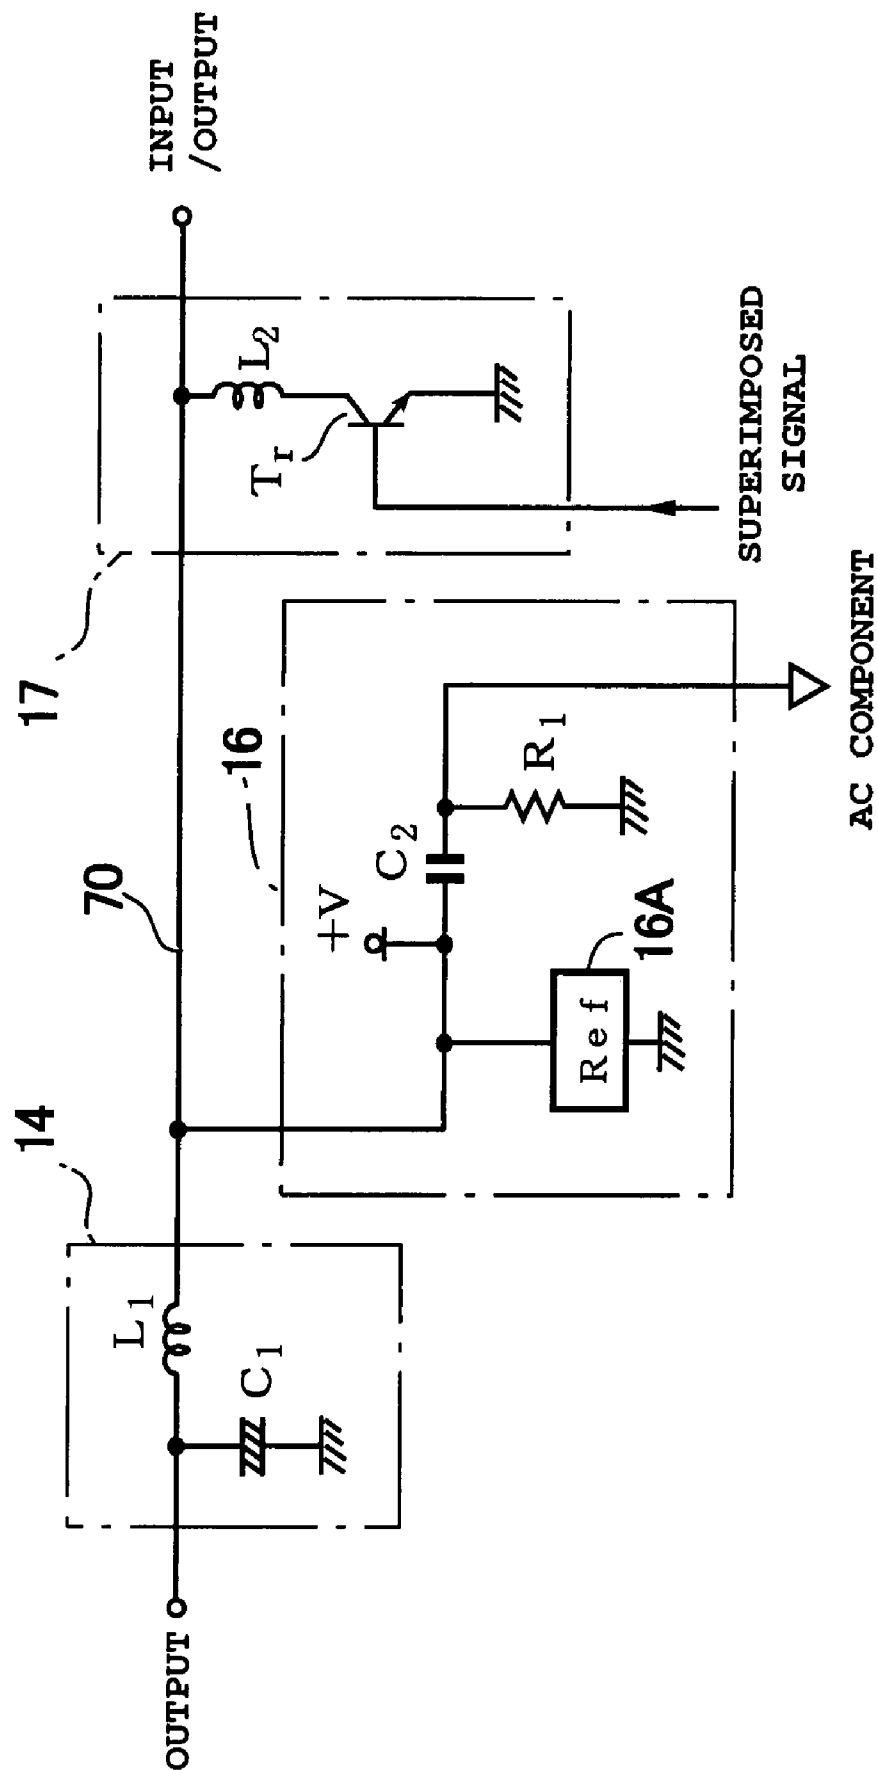 14
70
17
INPUT
/OUTPUT
OUTPUT
L1
C1
16
+V
C2
R1
Ref
16A
L2
Tr
SUPERIMPOSED
SIGNAL
AC COMPONENT